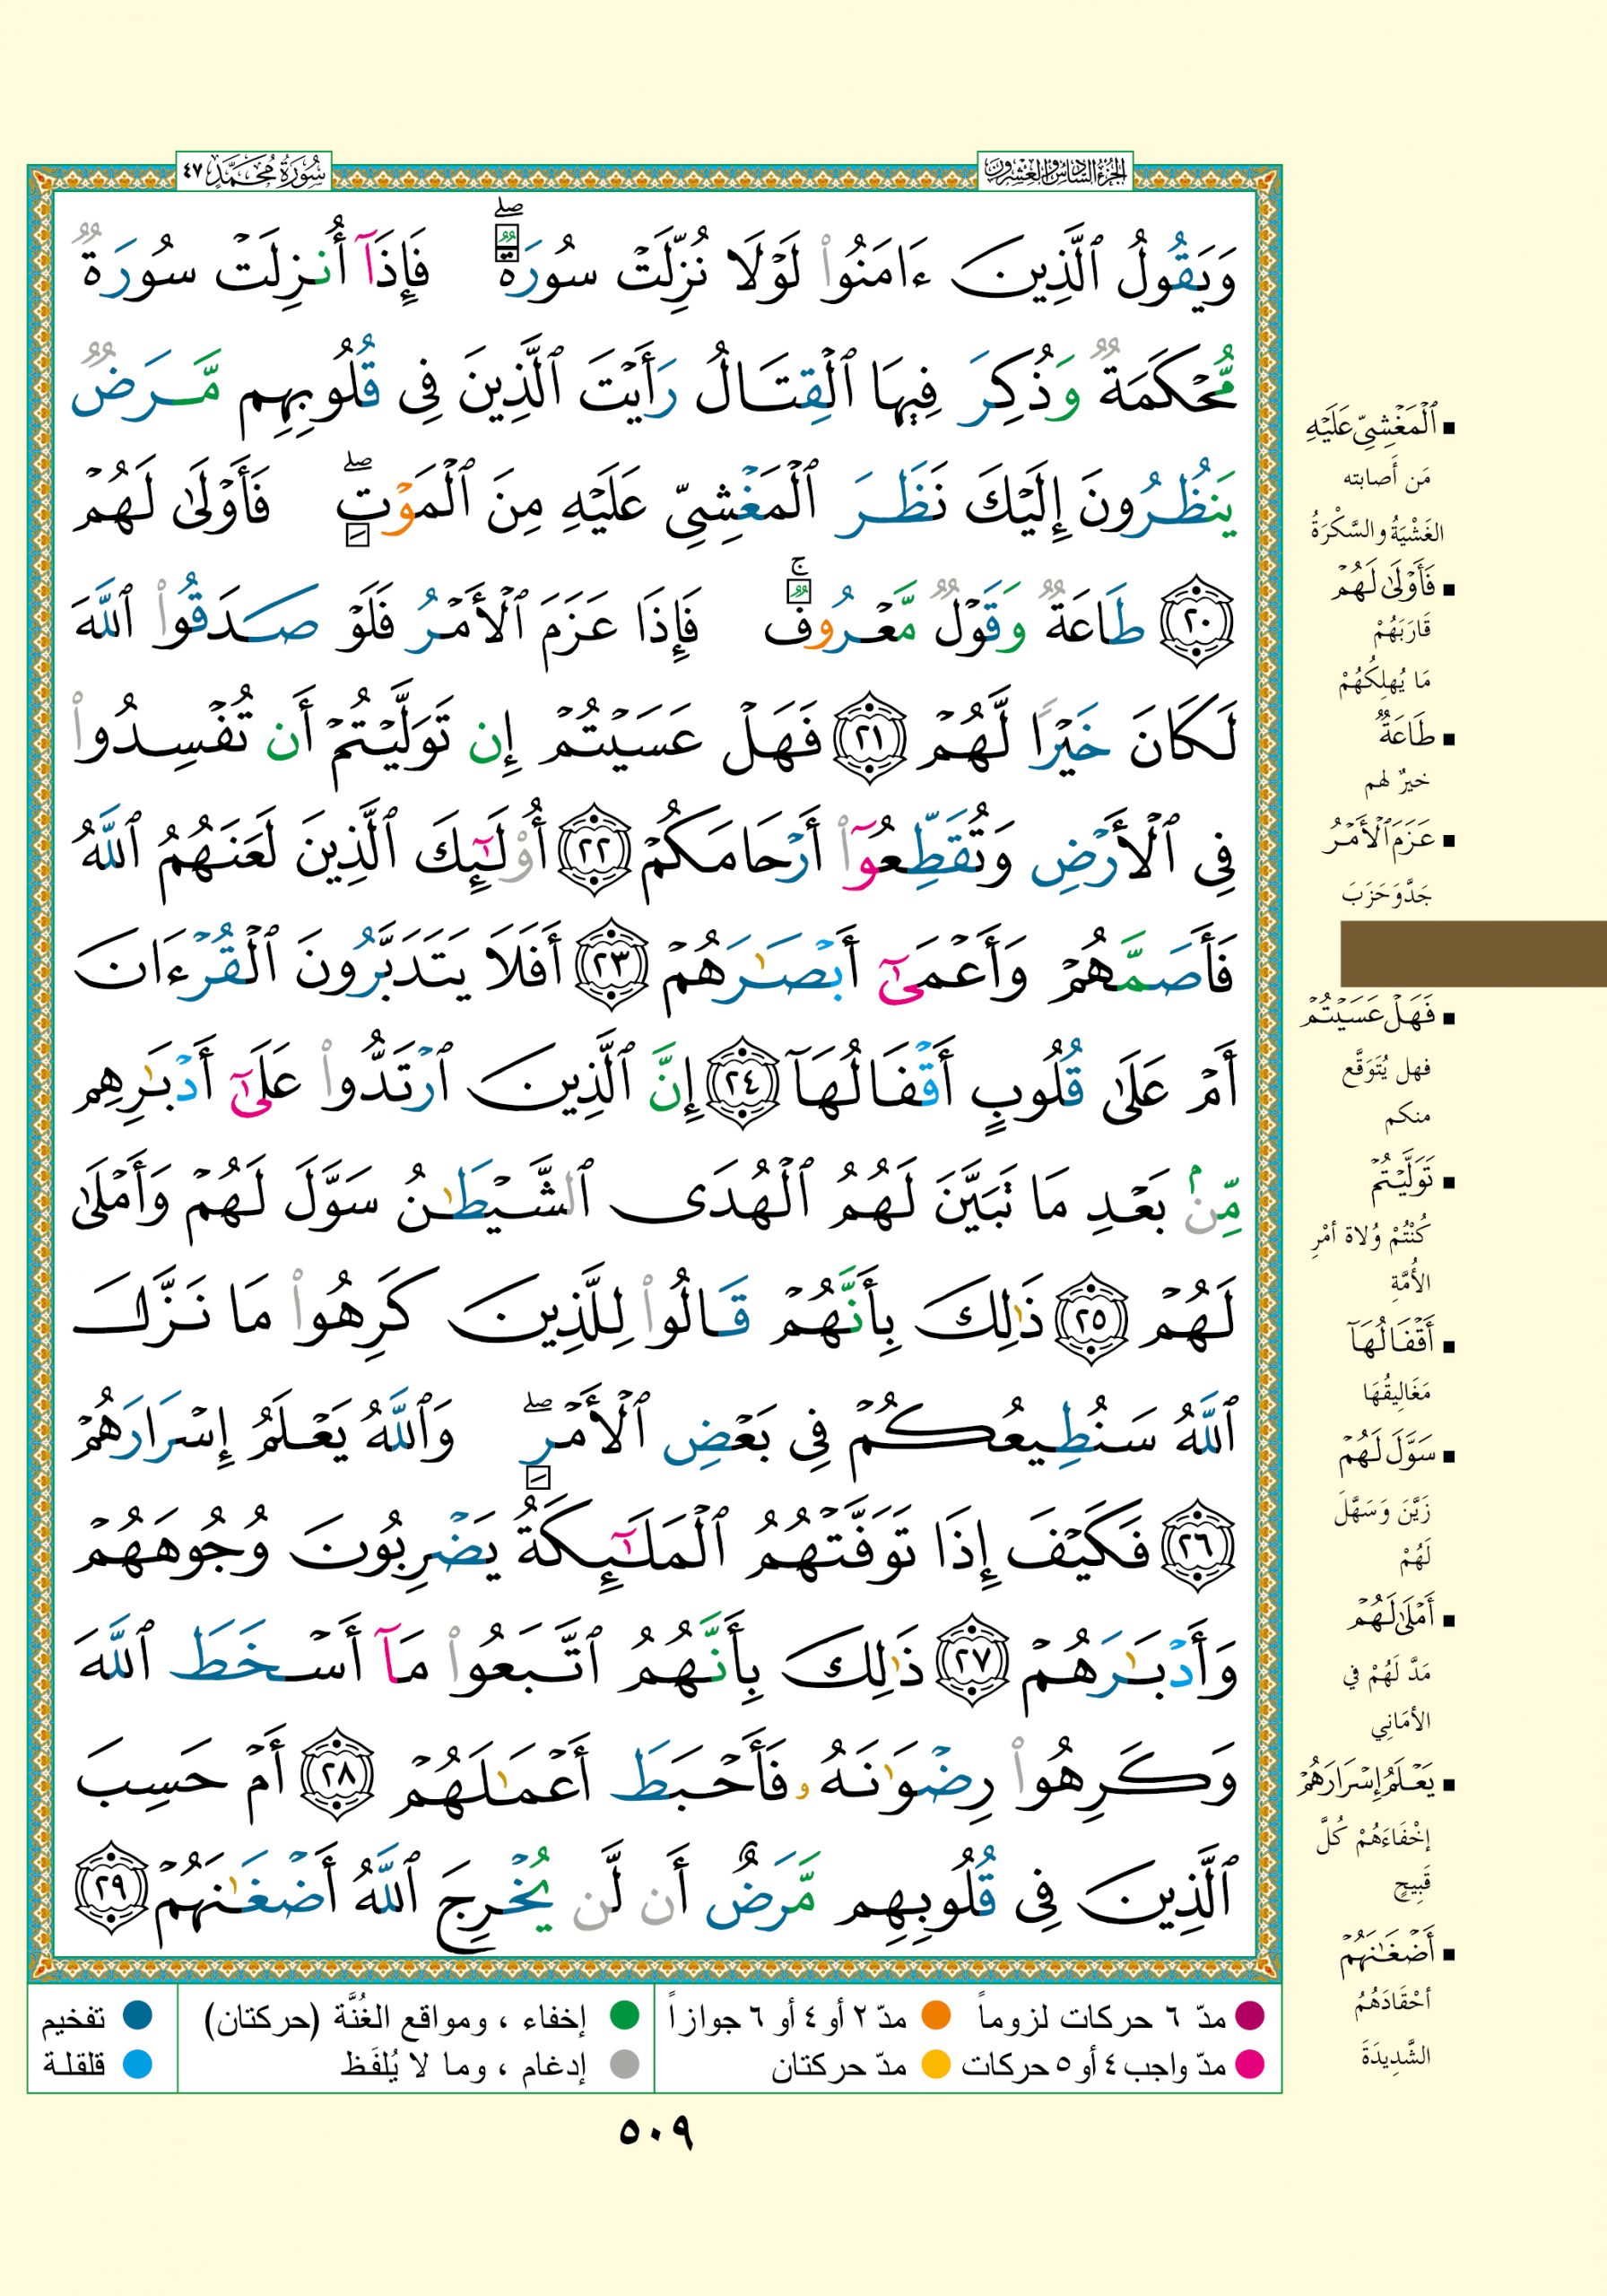 الجزء السادس والعشرون
سُورَةُ مُحَمَّدٍ ٤٧
وَيَقُولُ ٱلَّذِينَ ءَامَنُوا۟ لَوْلَا نُزِّلَتْ سُورَةٌ ۖ فَإِذَآ أُنزِلَتْ سُورَةٌ
مُّحْكَمَةٌ وَذُكِرَ فِيهَا ٱلْقِتَالُ رَأَيْتَ ٱلَّذِينَ فِى قُلُوبِهِم مَّرَضٌ
يَنظُرُونَ إِلَيْكَ نَظَرَ ٱلْمَغْشِىِّ عَلَيْهِ مِنَ ٱلْمَوْتِ ۖ فَأَوْلَىٰ لَهُمْ
٢٠ طَاعَةٌ وَقَوْلٌ مَّعْرُوفٌ ۚ فَإِذَا عَزَمَ ٱلْأَمْرُ فَلَوْ صَدَقُوا۟ ٱللَّهَ
لَكَانَ خَيْرًا لَّهُمْ ٢١ فَهَلْ عَسَيْتُمْ إِن تَوَلَّيْتُمْ أَن تُفْسِدُوا۟
فِى ٱلْأَرْضِ وَتُقَطِّعُوٓا۟ أَرْحَامَكُمْ ٢٢ أُو۟لَـٰٓئِكَ ٱلَّذِينَ لَعَنَهُمُ ٱللَّهُ
فَأَصَمَّهُمْ وَأَعْمَىٰٓ أَبْصَـٰرَهُمْ ٢٣ أَفَلَا يَتَدَبَّرُونَ ٱلْقُرْءَانَ
أَمْ عَلَىٰ قُلُوبٍ أَقْفَالُهَآ ٢٤ إِنَّ ٱلَّذِينَ ٱرْتَدُّوا۟ عَلَىٰٓ أَدْبَـٰرِهِم
مِّنۢ بَعْدِ مَا تَبَيَّنَ لَهُمُ ٱلْهُدَى ٱلشَّيْطَـٰنُ سَوَّلَ لَهُمْ وَأَمْلَىٰ
لَهُمْ ٢٥ ذَٰلِكَ بِأَنَّهُمْ قَالُوا۟ لِلَّذِينَ كَرِهُوا۟ مَا نَزَّلَ
ٱللَّهُ سَنُطِيعُكُمْ فِى بَعْضِ ٱلْأَمْرِ ۖ وَٱللَّهُ يَعْلَمُ إِسْرَارَهُمْ
٢٦ فَكَيْفَ إِذَا تَوَفَّتْهُمُ ٱلْمَلَـٰٓئِكَةُ يَضْرِبُونَ وُجُوهَهُمْ
وَأَدْبَـٰرَهُمْ ٢٧ ذَٰلِكَ بِأَنَّهُمُ ٱتَّبَعُوا۟ مَآ أَسْخَطَ ٱللَّهَ
وَكَرِهُوا۟ رِضْوَٰنَهُۥ فَأَحْبَطَ أَعْمَـٰلَهُمْ ٢٨ أَمْ حَسِبَ
ٱلَّذِينَ فِى قُلُوبِهِم مَّرَضٌ أَن لَّن يُخْرِجَ ٱللَّهُ أَضْغَـٰنَهُمْ ٢٩
ٱلْمَغْشِىِّ عَلَيْهِ
مَن أَصابته
الغَشْيَةُ والسَّكْرَةُ
فَأَوْلَىٰ لَهُمْ
قَارَبَهُمْ
مَا يُهلِكُهُمْ
طَاعَةٌ
خيرٌ لهم
عَزَمَ ٱلْأَمْرُ
جَدَّ وَحَزَبَ
فَهَلْ عَسَيْتُمْ
فهل يُتَوَقَّع
منكم
تَوَلَّيْتُمْ
كُنْتُمْ وُلاة أمْرِ
الأُمَّةِ
أَقْفَالُهَآ
مَغَالِيقُهَا
سَوَّلَ لَهُمْ
زَيَّنَ وَسَهَّلَ
لَهُمْ
أَمْلَىٰ لَهُمْ
مَدَّ لَهُمْ في
الأمَانِي
يَعْلَمُ إِسْرَارَهُمْ
إخْفَاءَهُمْ كُلَّ
قَبِيحٍ
أَضْغَـٰنَهُمْ
أحْقَادَهُمُ
الشَّدِيدَةَ
مدّ ٦ حركات لزوماً
مدّ ٢ أو ٤ أو ٦ جوازاً
إخفاء ، ومواقع الغُنَّة (حركتان)
تفخيم
مدّ واجب ٤ أو ٥ حركات
مدّ حركتان
إدغام ، وما لا يُلفَظ
قلقلة
٥٠٩